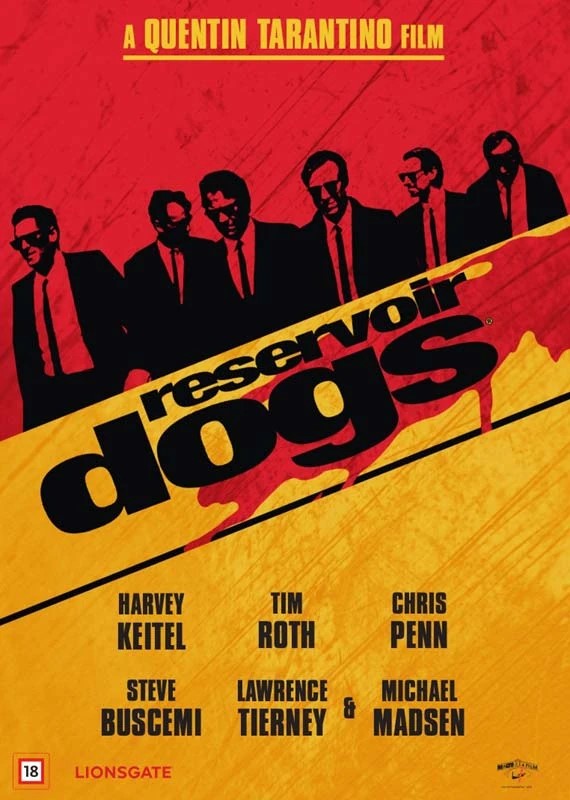 A QUENTIN TARANTINO FILM
reservoir
dogs
HARVEY
KEITEL
TIM
ROTH
CHRIS
PENN
STEVE
BUSCEMI
LAWRENCE
TIERNEY
&
MICHAEL
MADSEN
18
LIONSGATE